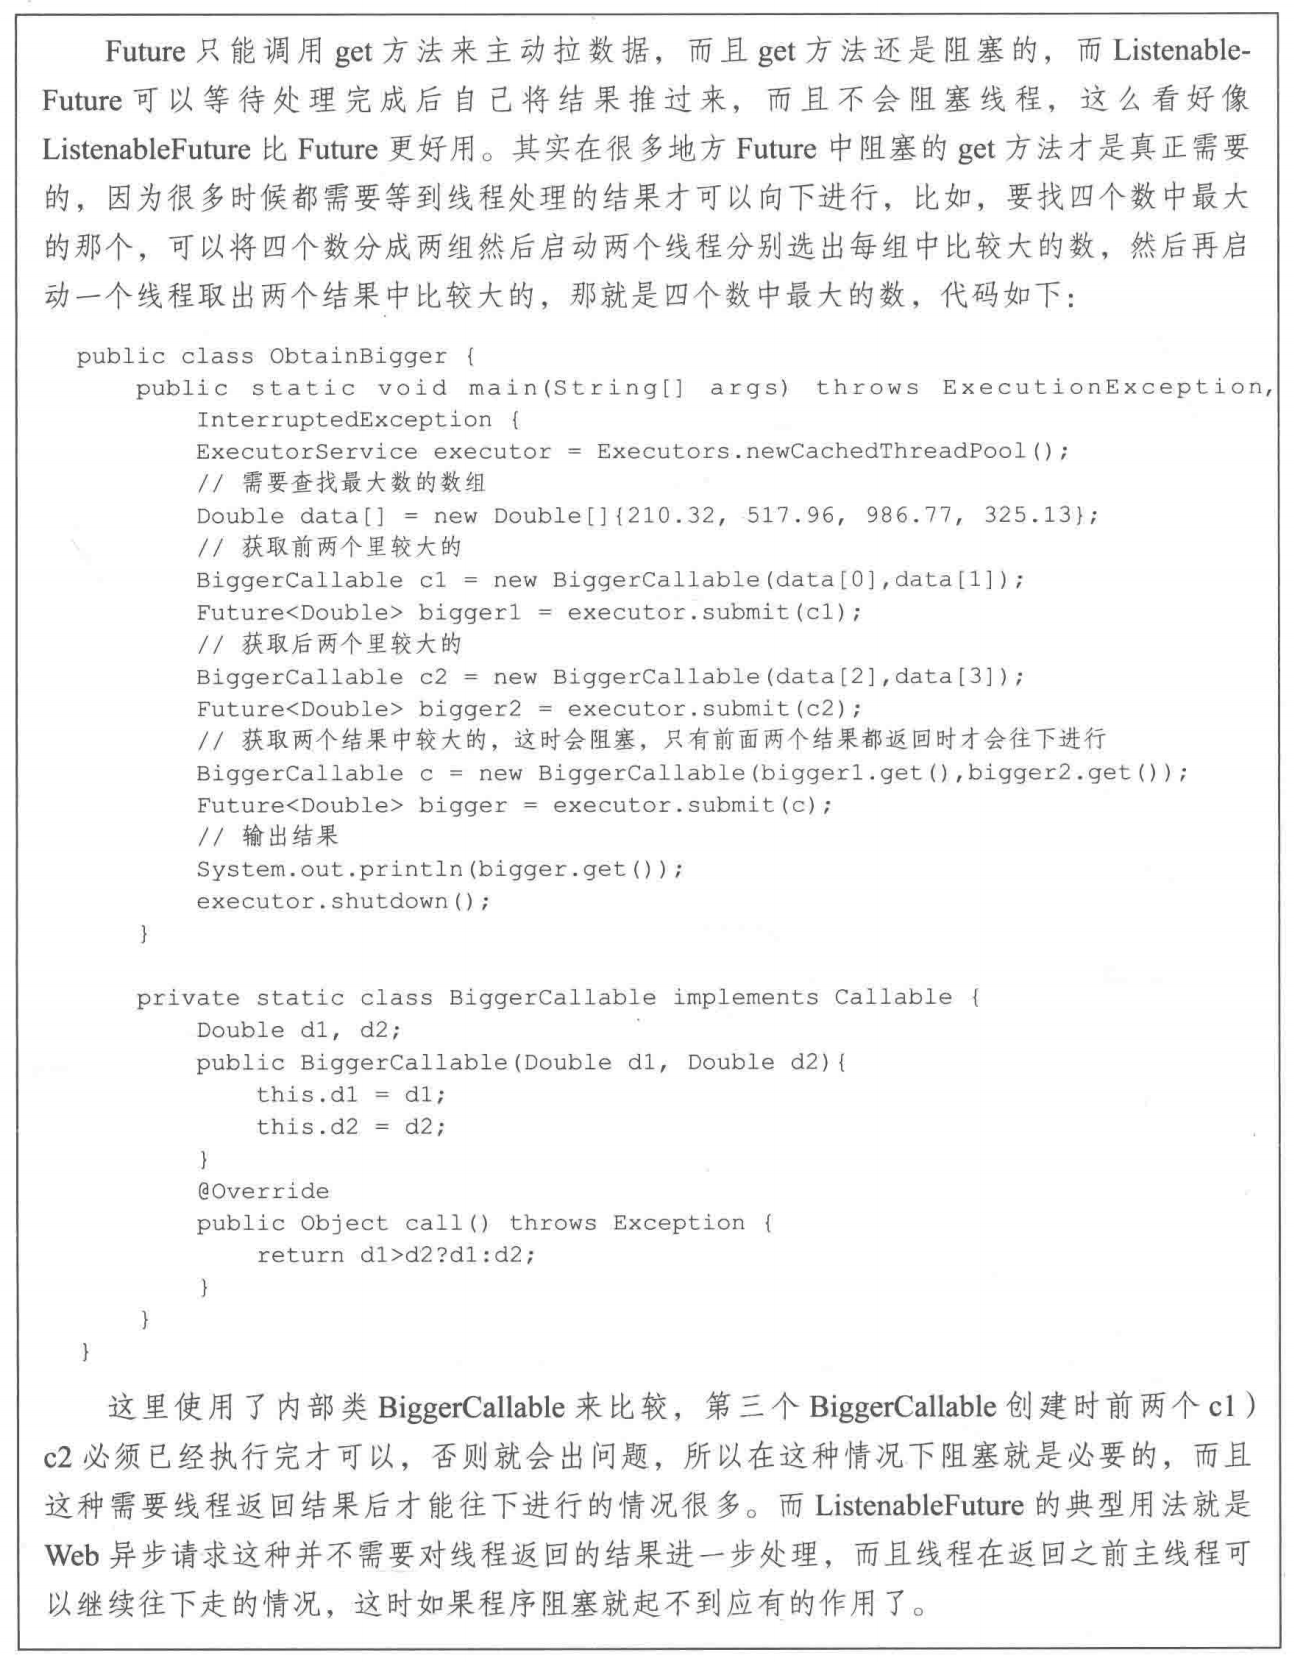 Future 只能调用 get 方法来主动拉数据，而且 get 方法还是阻塞的，而 Listenable-
Future 可以等待处理完成后自己将结果推过来，而且不会阻塞线程，这么看好像
ListenableFuture 比 Future 更好用。其实在很多地方 Future 中阻塞的 get 方法才是真正需要
的，因为很多时候都需要等到线程处理的结果才可以向下进行，比如，要找四个数中最大
的那个，可以将四个数分成两组然后启动两个线程分别选出每组中比较大的数，然后再启
动一个线程取出两个结果中比较大的，那就是四个数中最大的数，代码如下：
public class ObtainBigger {
public static void main(String[] args) throws ExecutionException,
InterruptedException {
ExecutorService executor = Executors.newCachedThreadPool();
// 需要查找最大数的数组
Double data[] = new Double[]{210.32, 517.96, 986.77, 325.13};
// 获取前两个里较大的
BiggerCallable c1 = new BiggerCallable(data[0],data[1]);
Future<Double> bigger1 = executor.submit(c1);
// 获取后两个里较大的
BiggerCallable c2 = new BiggerCallable(data[2],data[3]);
Future<Double> bigger2 = executor.submit(c2);
// 获取两个结果中较大的，这时会阻塞，只有前面两个结果都返回时才会往下进行
BiggerCallable c = new BiggerCallable(bigger1.get(),bigger2.get());
Future<Double> bigger = executor.submit(c);
// 输出结果
System.out.println(bigger.get());
executor.shutdown();
}
private static class BiggerCallable implements Callable {
Double d1, d2;
public BiggerCallable(Double d1, Double d2){
this.d1 = d1;
this.d2 = d2;
}
@Override
public Object call() throws Exception {
return d1>d2?d1:d2;
}
}
}
这里使用了内部类 BiggerCallable 来比较，第三个 BiggerCallable 创建时前两个 c1）
c2 必须已经执行完才可以，否则就会出问题，所以在这种情况下阻塞就是必要的，而且
这种需要线程返回结果后才能往下进行的情况很多。而 ListenableFuture 的典型用法就是
Web 异步请求这种并不需要对线程返回的结果进一步处理，而且线程在返回之前主线程可
以继续往下走的情况，这时如果程序阻塞就起不到应有的作用了。